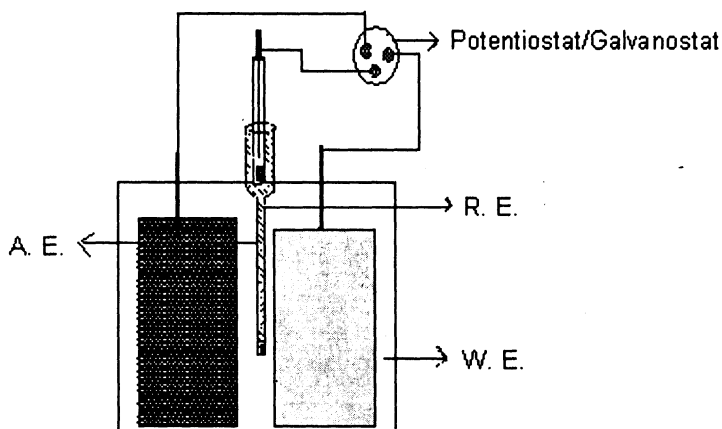 Potentiostat/Galvanostat
R. E.
A. E.
W. E.